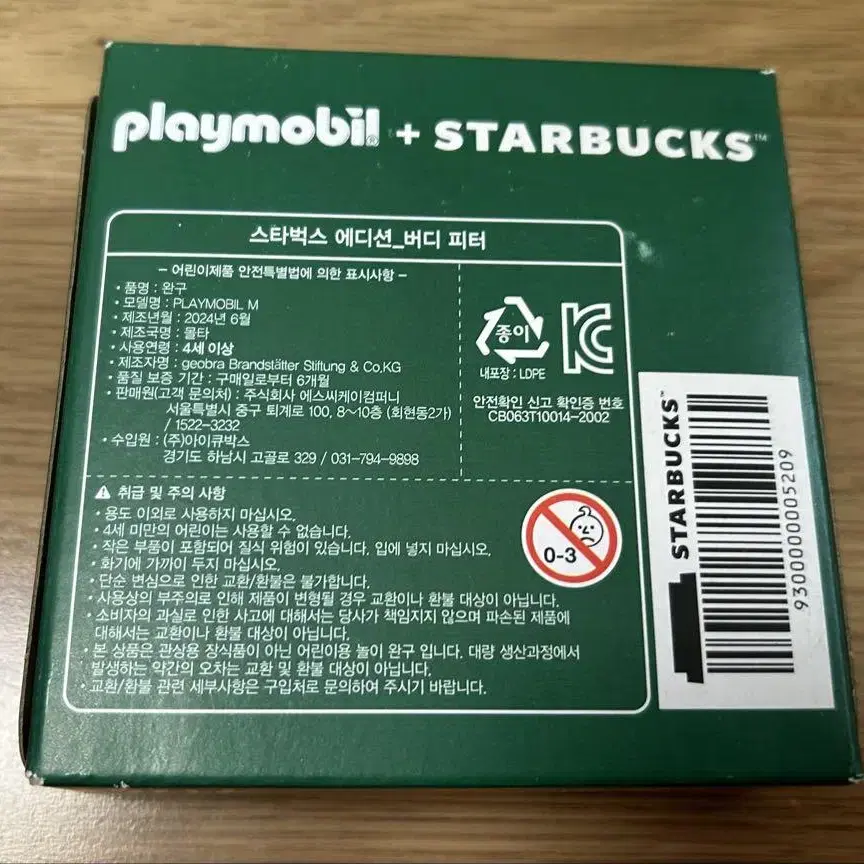 playmobil® + STARBUCKS™
스타벅스 에디션_버디 피터
- 어린이제품 안전특별법에 의한 표시사항 -
• 품명 : 완구
• 모델명 : PLAYMOBIL M
• 제조년월 : 2024년 6월
• 제조국명 : 몰타
• 사용연령 : 4세 이상
• 제조자명 : geobra Brandstätter Stiftung & Co.KG
• 품질 보증 기간 : 구매일로부터 6개월
• 판매원(고객 문의처) : 주식회사 에스씨케이컴퍼니
서울특별시 중구 퇴계로 100, 8~10층 (회현동2가)
/ 1522-3232
• 수입원 : (주)아이큐박스
경기도 하남시 고골로 329 / 031-794-9898
종이
내포장 : LDPE
안전확인 신고 확인증 번호
CB063T10014-2002
취급 및 주의 사항
• 용도 이외로 사용하지 마십시오.
• 4세 미만의 어린이는 사용할 수 없습니다.
• 작은 부품이 포함되어 질식 위험이 있습니다. 입에 넣지 마십시오.
• 화기에 가까이 두지 마십시오.
• 단순 변심으로 인한 교환/환불은 불가합니다.
• 사용상의 부주의로 인해 제품이 변형될 경우 교환이나 환불 대상이 아닙니다.
• 소비자의 과실로 인한 사고에 대해서는 당사가 책임지지 않으며 파손된 제품에
대해서는 교환이나 환불 대상이 아닙니다.
• 본 상품은 관상용 장식품이 아닌 어린이용 놀이 완구 입니다. 대량 생산과정에서
발생하는 약간의 오차는 교환 및 환불 대상이 아닙니다.
• 교환/환불 관련 세부사항은 구입처로 문의하여 주시기 바랍니다.
0-3
STARBUCKS™
9300000005209